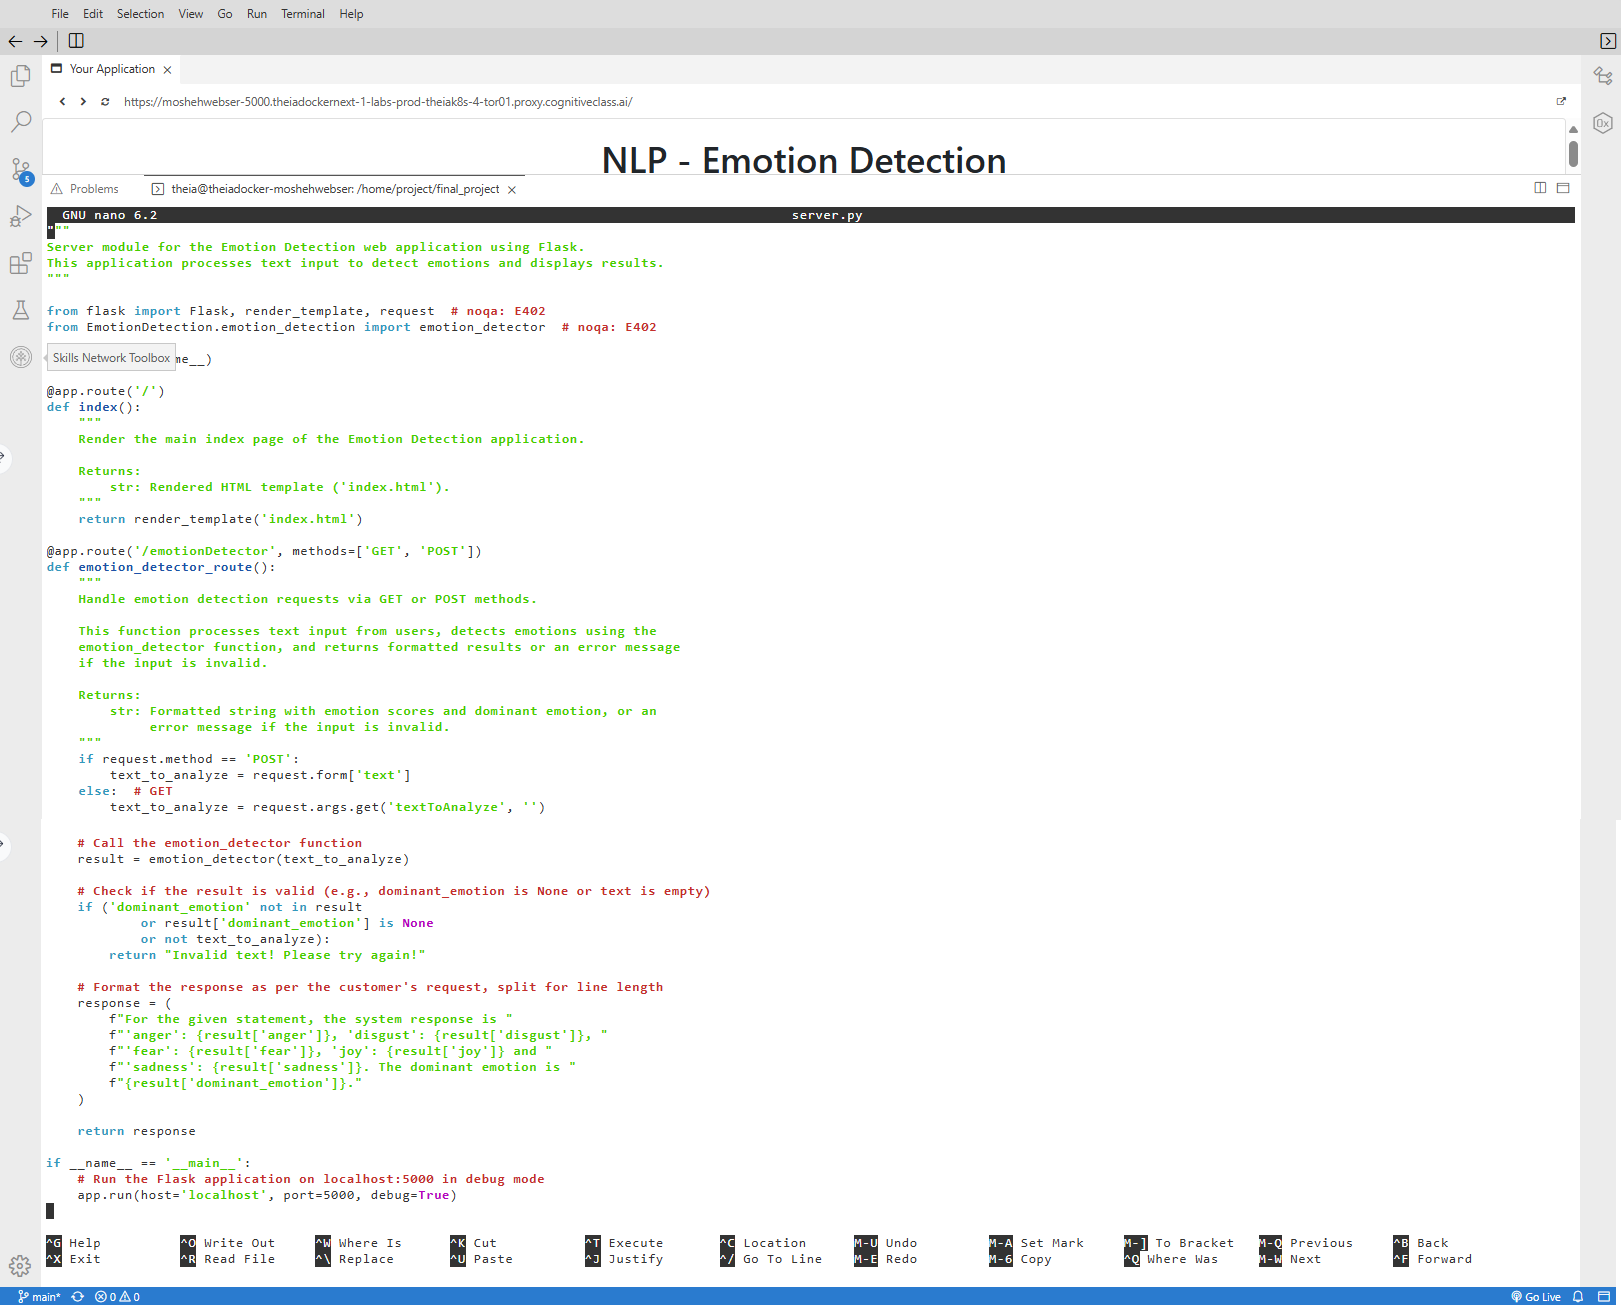 File Edit Selection View Go Run Terminal Help
Your Application
https://moshehwebser-5000.theiadockernext-1-labs-prod-theiak8s-4-tor01.proxy.cognitiveclass.ai/
NLP - Emotion Detection
5
Problems theia@theiadocker-moshehwebser: /home/project/final_project
GNU nano 6.2 server.py
"""
Server module for the Emotion Detection web application using Flask.
This application processes text input to detect emotions and displays results.
"""
from flask import Flask, render_template, request  # noqa: E402
from EmotionDetection.emotion_detection import emotion_detector  # noqa: E402
Skills Network Toolbox me__)
@app.route('/')
def index():
    """
    Render the main index page of the Emotion Detection application.
    Returns:
        str: Rendered HTML template ('index.html').
    """
    return render_template('index.html')
@app.route('/emotionDetector', methods=['GET', 'POST'])
def emotion_detector_route():
    """
    Handle emotion detection requests via GET or POST methods.
    This function processes text input from users, detects emotions using the
    emotion_detector function, and returns formatted results or an error message
    if the input is invalid.
    Returns:
        str: Formatted string with emotion scores and dominant emotion, or an
             error message if the input is invalid.
    """
    if request.method == 'POST':
        text_to_analyze = request.form['text']
    else:  # GET
        text_to_analyze = request.args.get('textToAnalyze', '')
    # Call the emotion_detector function
    result = emotion_detector(text_to_analyze)
    # Check if the result is valid (e.g., dominant_emotion is None or text is empty)
    if ('dominant_emotion' not in result
            or result['dominant_emotion'] is None
            or not text_to_analyze):
        return "Invalid text! Please try again!"
    # Format the response as per the customer's request, split for line length
    response = (
        f"For the given statement, the system response is "
        f"'anger': {result['anger']}, 'disgust': {result['disgust']}, "
        f"'fear': {result['fear']}, 'joy': {result['joy']} and "
        f"'sadness': {result['sadness']}. The dominant emotion is "
        f"{result['dominant_emotion']}."
    )
    return response
if __name__ == '__main__':
    # Run the Flask application on localhost:5000 in debug mode
    app.run(host='localhost', port=5000, debug=True)
^G Help ^O Write Out ^W Where Is ^K Cut ^T Execute ^C Location M-U Undo M-A Set Mark M-] To Bracket M-Q Previous ^B Back
^X Exit ^R Read File ^\ Replace ^U Paste ^J Justify ^/ Go To Line M-E Redo M-6 Copy ^Q Where Was M-W Next ^F Forward
main* 0 0 Go Live